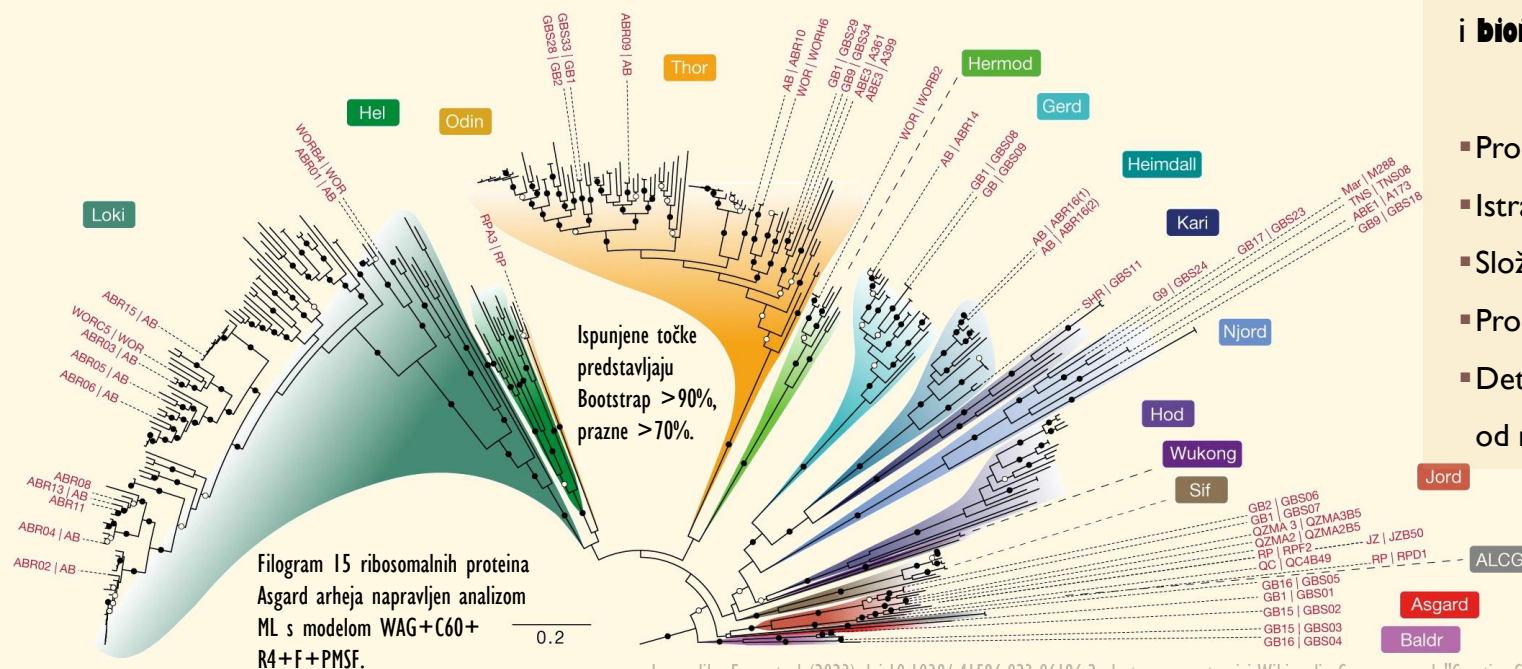 WORB4 | WOR
ABR01 | AB
GBS33 | GB1
GBS28 | GB2
ABR09 | AB
AB | ABR10
WOR | WORH6
GB1 | GBS29
GB9 | GBS34
ABE3 | A361
ABE3 | A399
WOR | WORB2
AB | ABR14
GB1 | GBS08
GB | GBS09
AB | ABR16(1)
AB | ABR16(2)
RPA3 | RP
Loki
Hel
Odin
Thor
Hermod
Gerd
Heimdall
Kari
Njord
Hod
Wukong
Sif
Jord
ALCG
Asgard
Baldr
ABR15 | AB
WORC5 | WOR
ABR03 | AB
ABR05 | AB
ABR06 | AB
ABR08
ABR13 | AB
ABR11
ABR04 | AB
ABR02 | AB
SHR | GBS11
G9 | GBS24
GB17 | GBS23
Mar | M288
TNS | TNS08
ABE1 | A173
GB9 | GBS18
GB2 | GBS06
GB1 | GBS07
QZMA 3 | QZMA3B5
QZMA2 | QZMA2B5
RP | RPF2
JZ | JZB50
QC | QC4B49
RP | RPD1
GB16 | GBS05
GB1 | GBS01
GB15 | GBS02
GB15 | GBS03
GB16 | GBS04
Ispunjene točke
predstavljaju
Bootstrap >90%,
prazne >70%.
Filogram 15 ribosomalnih proteina
Asgard arheja napravljen analizom
ML s modelom WAG+C60+
R4+F+PMSF.
0.2
i
▪Pro
▪Istra
▪Slož
▪Pro
▪Det
od